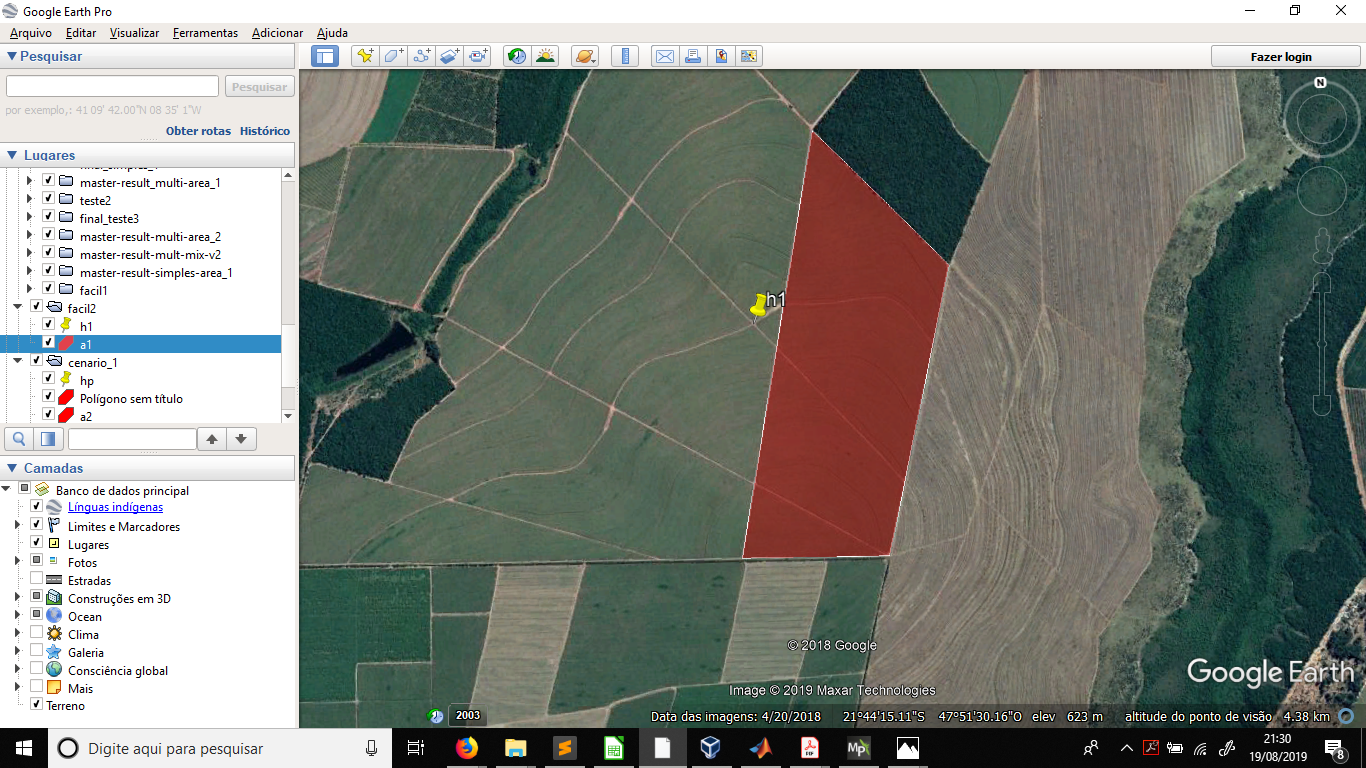 Google Earth Pro
Arquivo Editar Visualizar Ferramentas Adicionar Ajuda
Pesquisar
Pesquisar
por exemplo,: 41 09' 42.00"N 08 35' 1"W
Obter rotas Histórico
Lugares
master-result_multi-area_1
teste2
final_teste3
master-result-multi-area_2
master-result-mult-mix-v2
master-result-simples-area_1
facil1
facil2
h1
a1
cenario_1
hp
Polígono sem título
a2
Camadas
Banco de dados principal
Línguas indígenas
Limites e Marcadores
Lugares
Fotos
Estradas
Construções em 3D
Ocean
Clima
Galeria
Consciência global
Mais
Terreno
Fazer login
N
h1
© 2018 Google
Image © 2019 Maxar Technologies
Google Earth
2003
Data das imagens: 4/20/2018 21°44'15.11"S 47°51'30.16"O elev 623 m altitude do ponto de visão 4.38 km
Digite aqui para pesquisar
PDF
Mp
21:30
19/08/2019
8